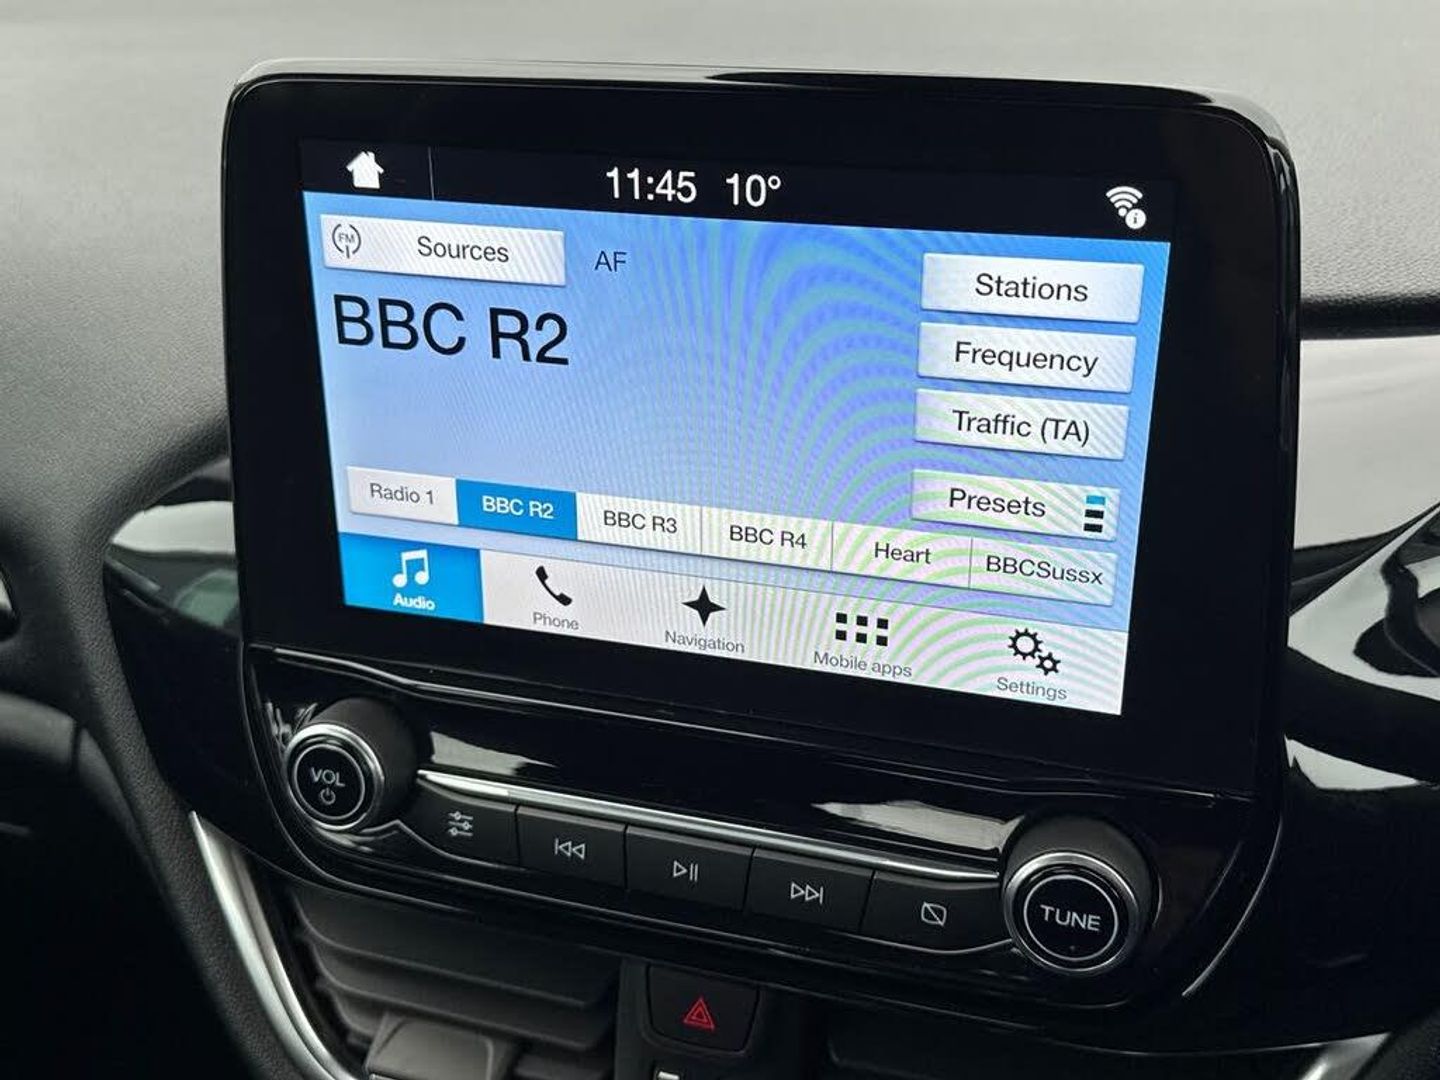 11:45 10°
FM Sources AF
Stations
BBC R2
Frequency
Traffic (TA)
Presets
Radio 1 BBC R2 BBC R3 BBC R4 Heart BBCSussx
Audio Phone Navigation Mobile apps Settings
VOL
TUNE